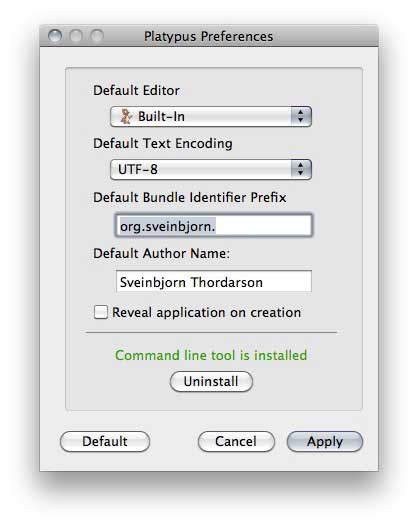 Platypus Preferences
Default Editor
Built-In
Default Text Encoding
UTF-8
Default Bundle Identifier Prefix
org.sveinbjorn.
Default Author Name:
Sveinbjorn Thordarson
Reveal application on creation
Command line tool is installed
Uninstall
Default Cancel Apply